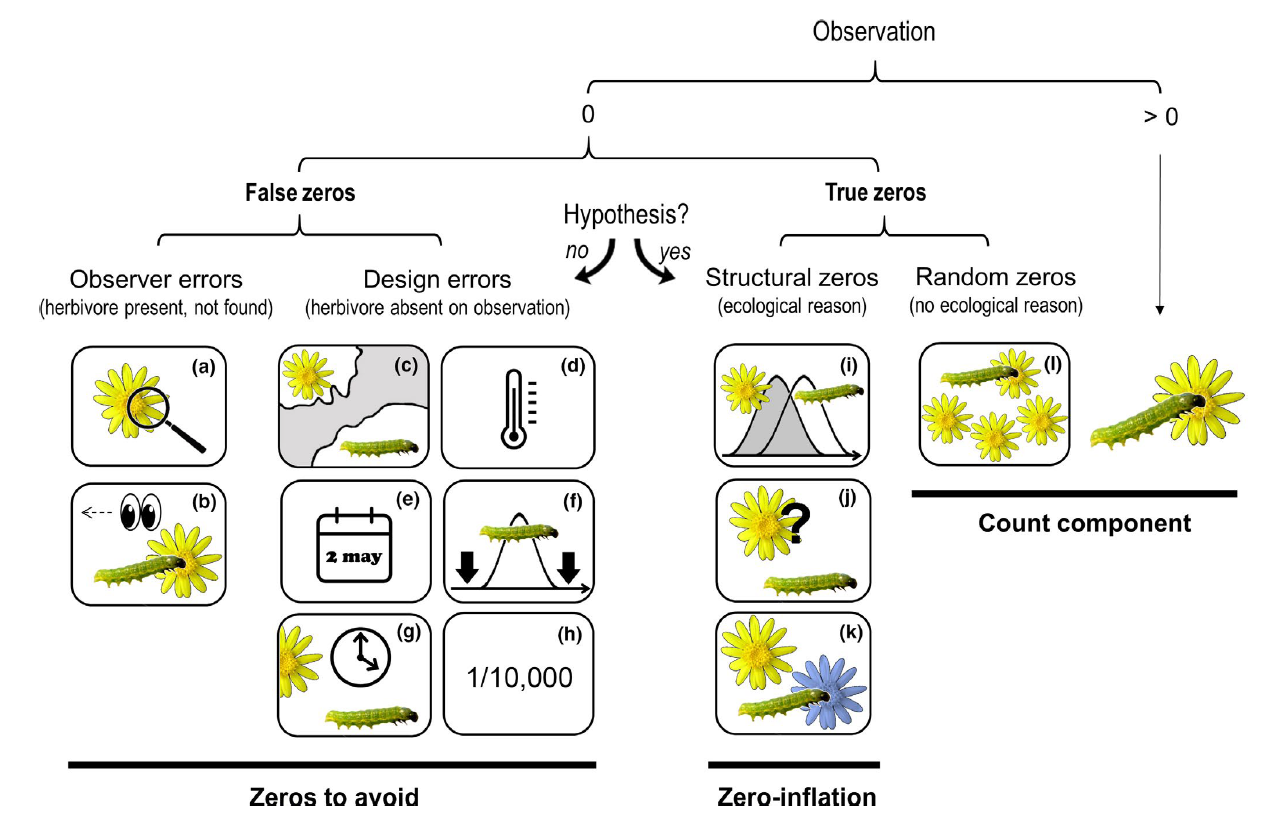 Observation
0
> 0
False zeros
True zeros
Hypothesis?
no
yes
Observer errors
(herbivore present, not found)
Design errors
(herbivore absent on observation)
Structural zeros
(ecological reason)
Random zeros
(no ecological reason)
(a)
(c)
(d)
(i)
(l)
(b)
(e)
2 may
(f)
(j)
Count component
(g)
(h)
1/10,000
(k)
Zeros to avoid
Zero-inflation